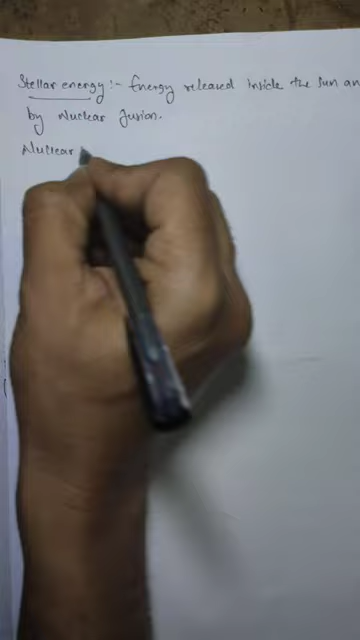 Stellar energy :- Energy released inside the sun an
by Nuclear fusion.
Nuclear